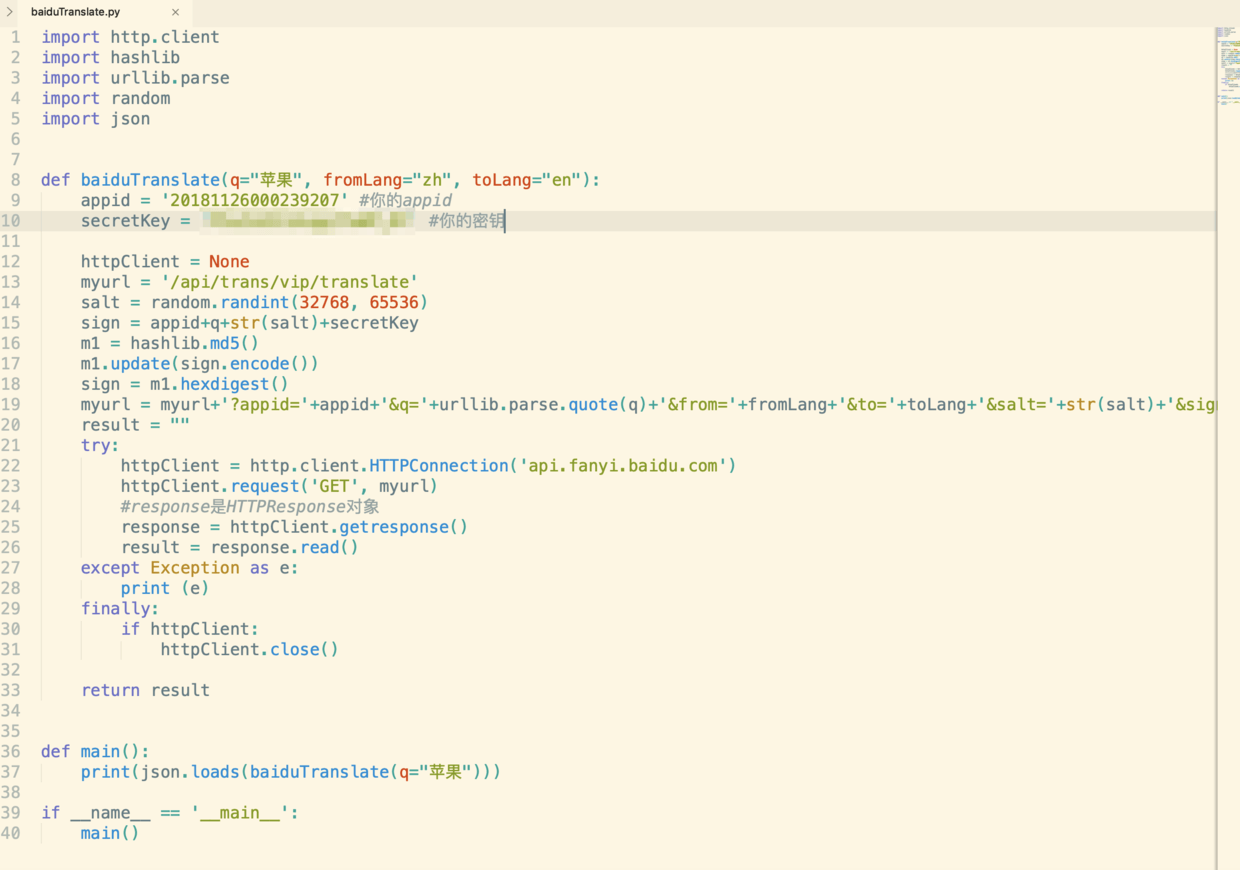 baiduTranslate.py
1 import http.client
2 import hashlib
3 import urllib.parse
4 import random
5 import json
6
7
8 def baiduTranslate(q="苹果", fromLang="zh", toLang="en"):
9     appid = '20181126000239207' #你的appid
10     secretKey = #你的密钥
11
12     httpClient = None
13     myurl = '/api/trans/vip/translate'
14     salt = random.randint(32768, 65536)
15     sign = appid+q+str(salt)+secretKey
16     m1 = hashlib.md5()
17     m1.update(sign.encode())
18     sign = m1.hexdigest()
19     myurl = myurl+'?appid='+appid+'&q='+urllib.parse.quote(q)+'&from='+fromLang+'&to='+toLang+'&salt='+str(salt)+'&sig
20     result = ""
21     try:
22         httpClient = http.client.HTTPConnection('api.fanyi.baidu.com')
23         httpClient.request('GET', myurl)
24         #response是HTTPResponse对象
25         response = httpClient.getresponse()
26         result = response.read()
27     except Exception as e:
28         print (e)
29     finally:
30         if httpClient:
31             httpClient.close()
32
33     return result
34
35
36 def main():
37     print(json.loads(baiduTranslate(q="苹果")))
38
39 if __name__ == '__main__':
40     main()